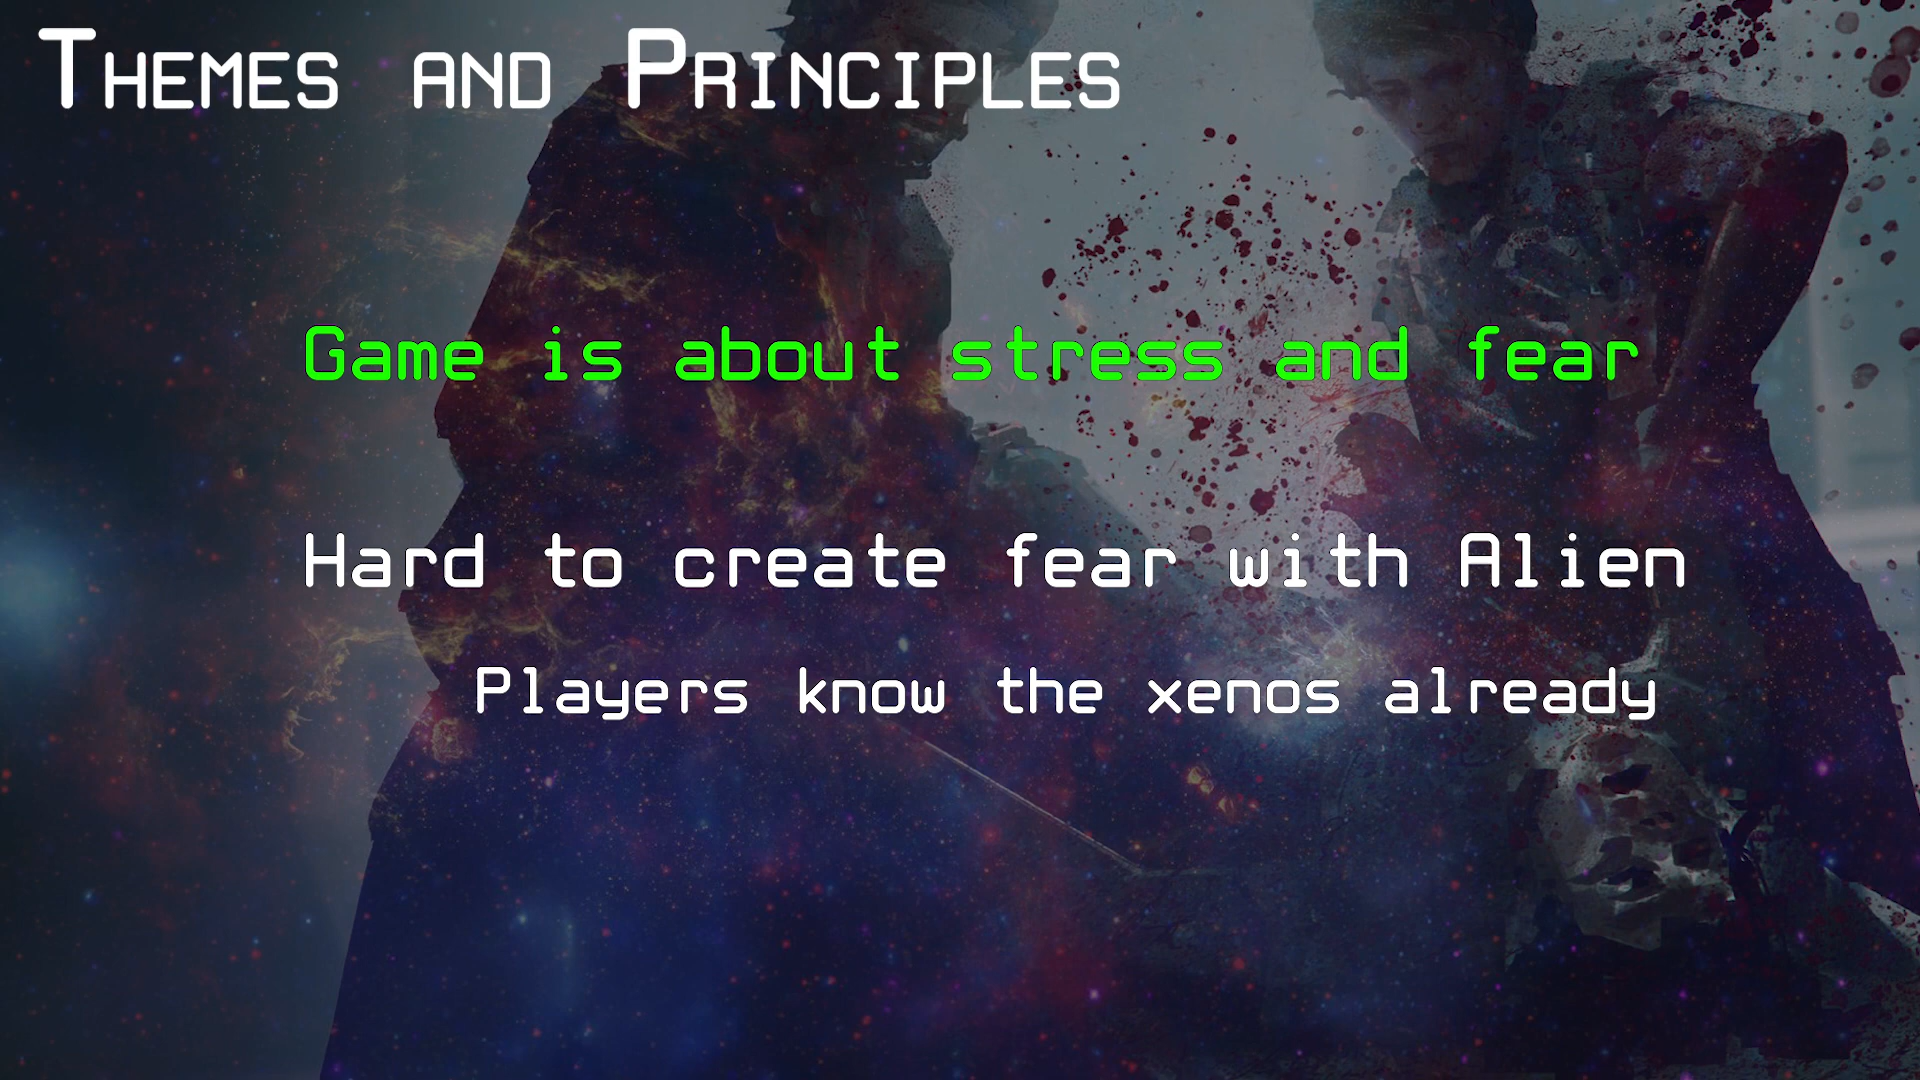 Themes and Principles
Game is about stress and fear
Hard to create fear with Alien
Players know the xenos already